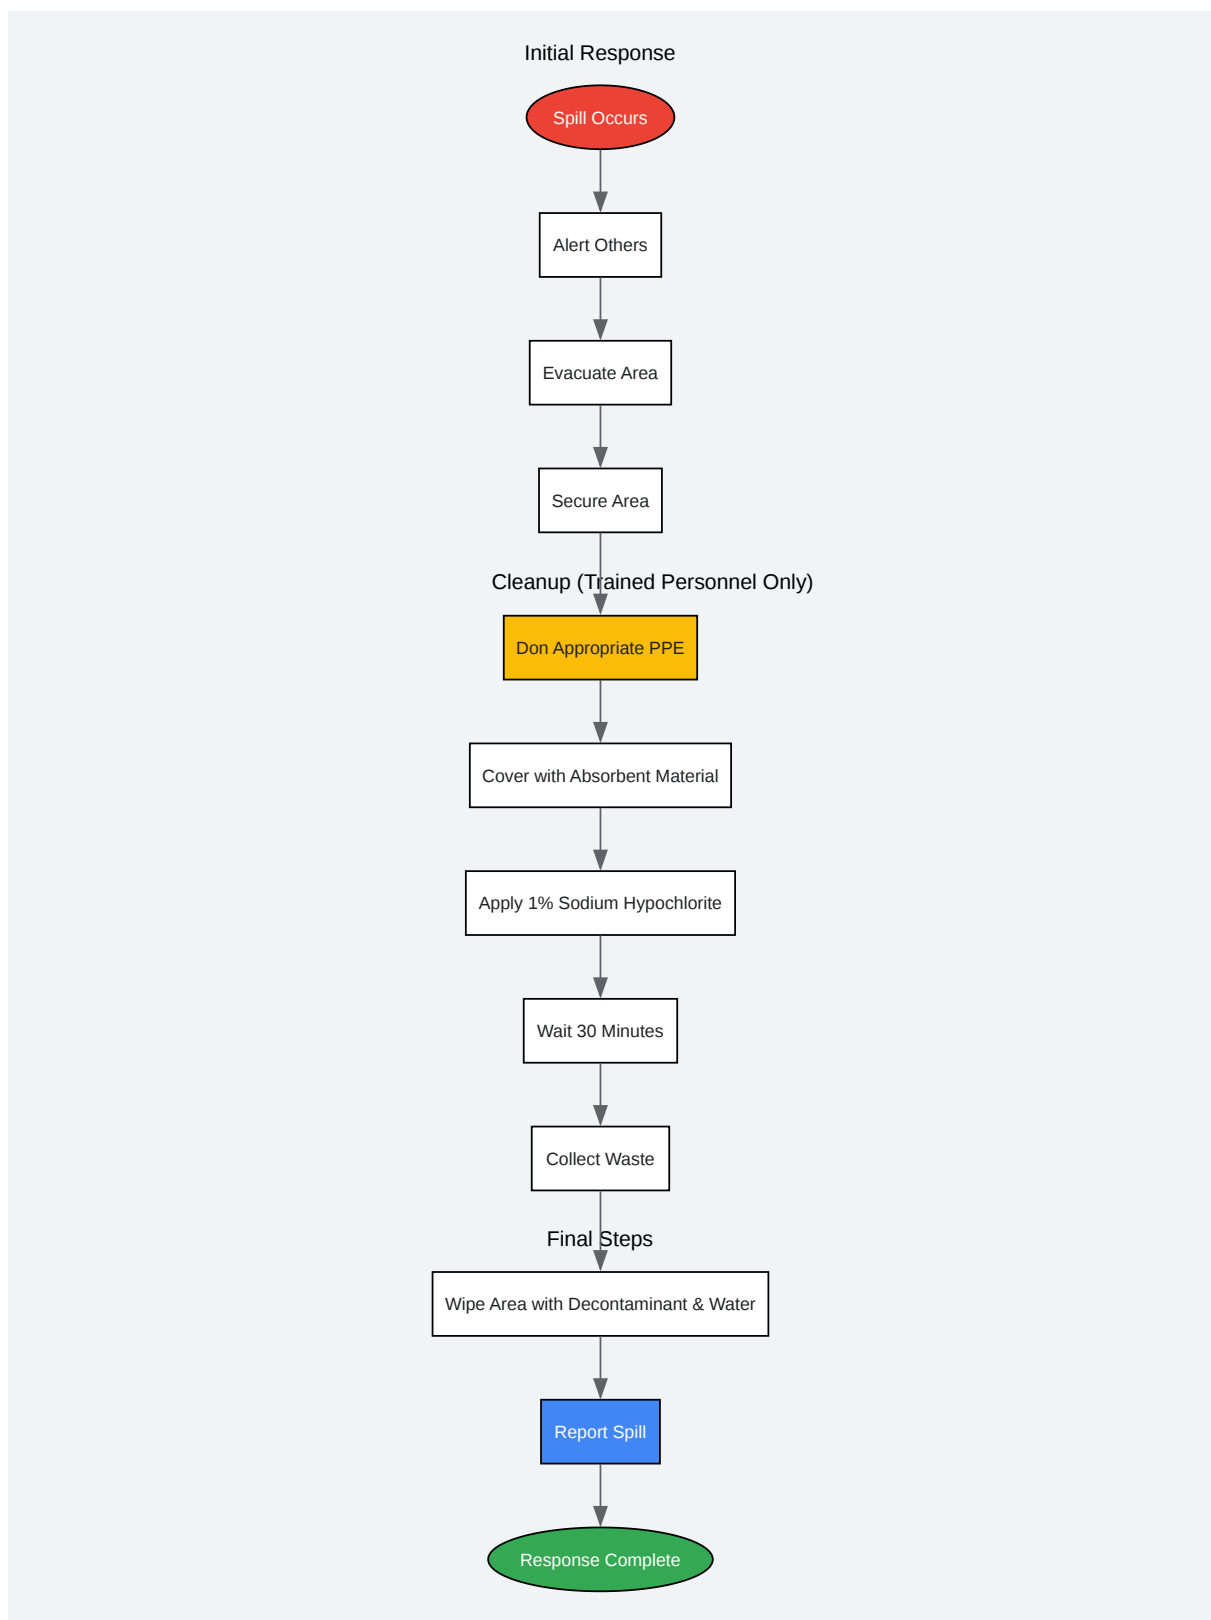 Initial Response
Spill Occurs
Alert Others
Evacuate Area
Secure Area
Cleanup (Trained Personnel Only)
Don Appropriate PPE
Cover with Absorbent Material
Apply 1% Sodium Hypochlorite
Wait 30 Minutes
Collect Waste
Final Steps
Wipe Area with Decontaminant & Water
Report Spill
Response Complete